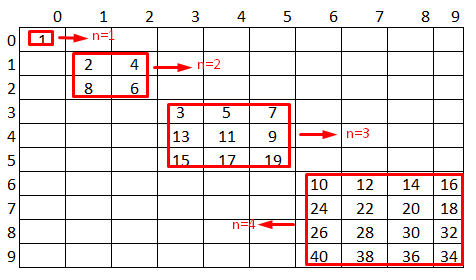 0 1 2 3 4 5 6 7 8 9
0 1 n=1
1 2 4 n=2
2 8 6
3 3 5 7
4 13 11 9 n=3
5 15 17 19
6 10 12 14 16
7 24 22 20 18
8 n=4 26 28 30 32
9 40 38 36 34